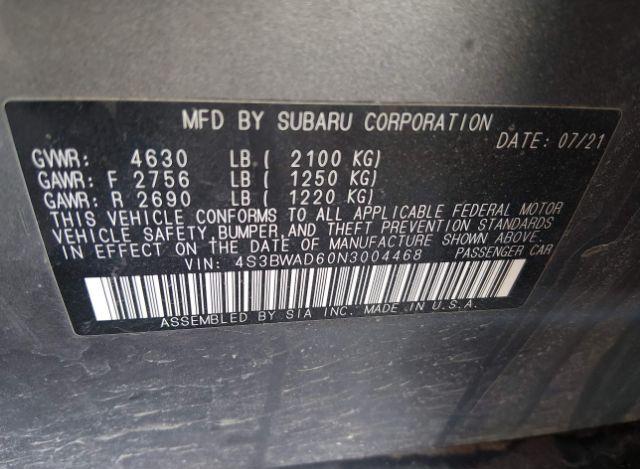 MFD BY SUBARU CORPORATION
DATE: 07/21
GVWR: 4630 LB ( 2100 KG)
GAWR: F 2756 LB ( 1250 KG)
GAWR: R 2690 LB ( 1220 KG)
THIS VEHICLE CONFORMS TO ALL APPLICABLE FEDERAL MOTOR
VEHICLE SAFETY, BUMPER, AND THEFT PREVENTION STANDARDS
IN EFFECT ON THE DATE OF MANUFACTURE SHOWN ABOVE.
VIN: 4S3BWAD60N3004468 PASSENGER CAR
ASSEMBLED BY SIA INC. MADE IN U.S.A.